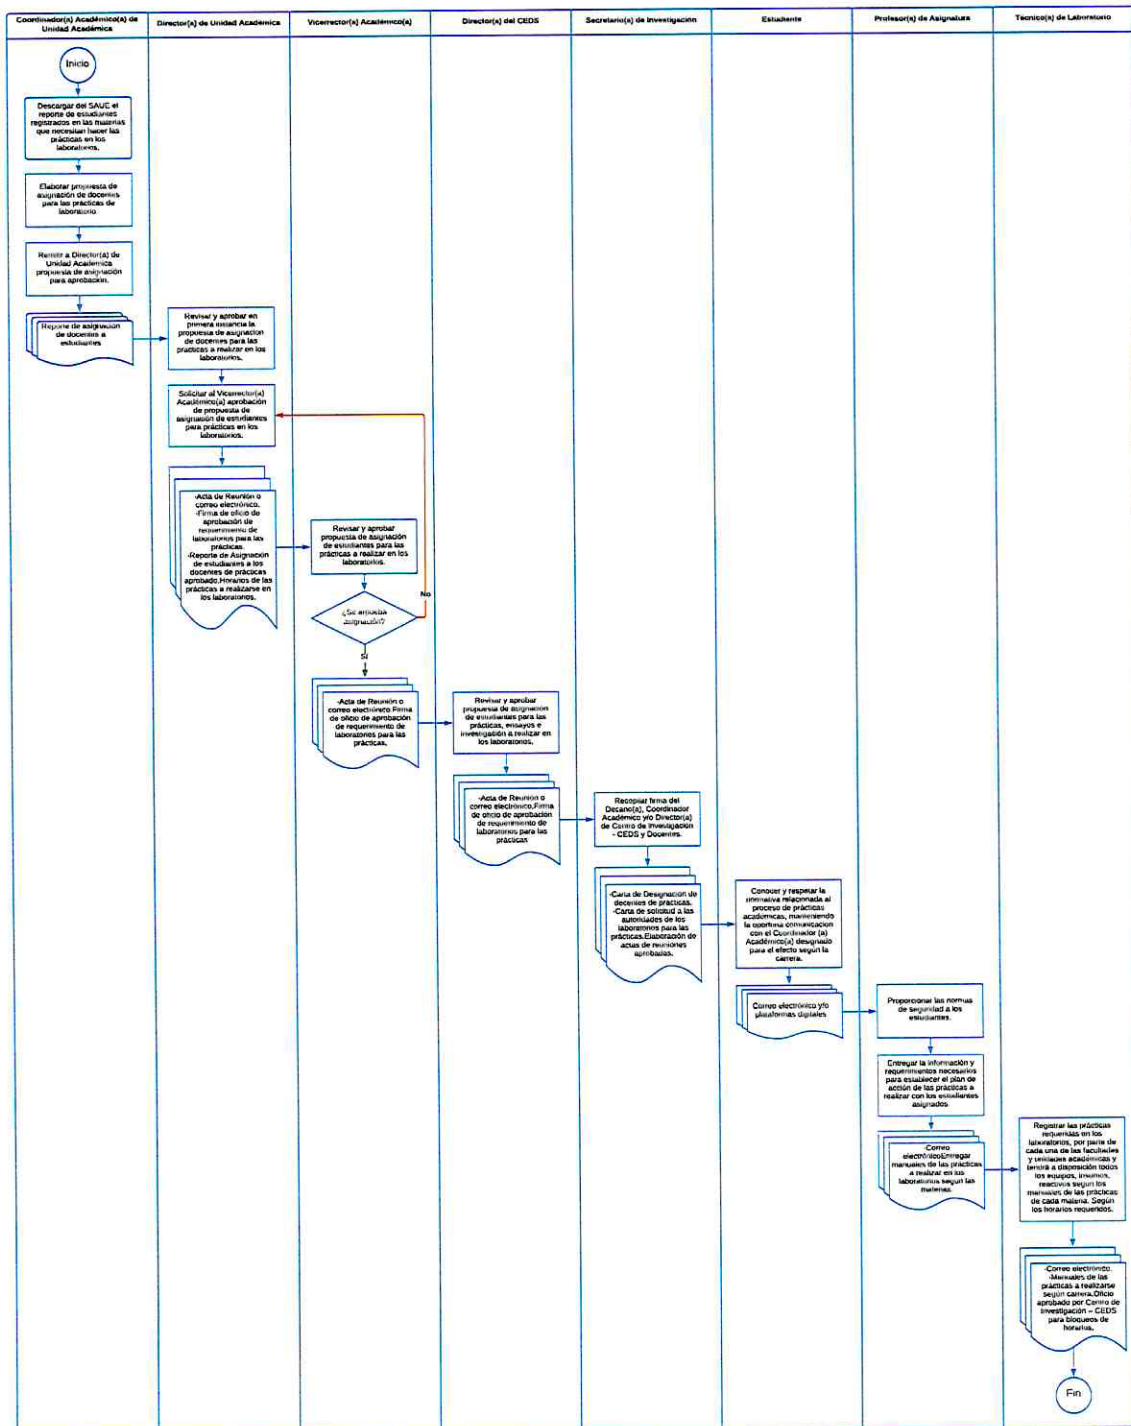 Coordinador(a) Académico(a) de
Unidad Académica
Director(a) de Unidad Académica
Vicerrector(a) Académico(a)
Director(a) del CEDS
Secretario(a) de Investigación
Estudiante
Profesor(a) de Asignatura
Técnico(a) de Laboratorio
Inicio
Descargar del SAUE el
reporte de estudiantes
registrados en las materias
que necesitan hacer las
prácticas en los
laboratorios.
Elaborar propuesta de
asignación de docentes
para las prácticas de
laboratorio
Remitir a Director(a) de
Unidad Académica
propuesta de asignación
para aprobación.
Reporte de asignación
de docentes a
estudiantes
Revisar y aprobar en
primera instancia la
propuesta de asignación
de docentes para las
prácticas a realizar en los
laboratorios.
Solicitar al Vicerrector(a)
Académico(a) aprobación
de propuesta de
asignación de estudiantes
para prácticas en los
laboratorios.
-Acta de Reunión o
correo electrónico.
-Firma de oficio de
aprobación de
requerimiento de
laboratorios para las
prácticas.
-Reporte de Asignación
de estudiantes a los
docentes de prácticas
aprobado.Horarios de las
prácticas a realizarse en
los laboratorios.
Revisar y aprobar
propuesta de asignación
de estudiantes para las
prácticas a realizar en los
laboratorios.
¿Se aprueba
asignación?
No
Sí
-Acta de Reunión o
correo electrónico.Firma
de oficio de aprobación
de requerimiento de
laboratorios para las
prácticas.
Revisar y aprobar
propuesta de asignación
de estudiantes para las
prácticas, ensayos e
investigación a realizar en
los laboratorios.
-Acta de Reunión o
correo electrónico.Firma
de oficio de aprobación
de requerimiento de
laboratorios para las
prácticas
Recopilar firma del
Decano(a), Coordinador
Académico y/o Director(a)
de Centro de Investigación
- CEDS y Docentes.
-Carta de Designación de
decentes de prácticas.
-Carta de solicitud a las
autoridades de los
laboratorios para las
prácticas.Elaboración de
actas de reuniones
aprobadas.
Conocer y respetar la
normativa relacionada al
proceso de prácticas
académicas, manteniendo
la oportuna comunicación
con el Coordinador (a)
Académico(a) designado
para el efecto según la
carrera.
Correo electrónico y/o
plataformas digitales
Proporcionar las normas
de seguridad a los
estudiantes.
Entregar la información y
requerimientos necesarios
para establecer el plan de
acción de las prácticas a
realizar con los estudiantes
asignados.
-Correo
electrónicoEntregar
manuales de las prácticas
a realizar en los
laboratorios según las
materias.
Registrar las prácticas
requeridas en los
laboratorios, por parte de
cada una de las facultades
y unidades académicas y
tendrá a disposición todos
los equipos, insumos,
reactivos según los
manuales de las prácticas
de cada materia. Según
los horarios requeridos.
-Correo electrónico.
-Manuales de las
prácticas a realizarse
según carrera.Oficio
aprobado por Centro de
Investigación – CEDS
para bloqueos de
horarios.
Fin